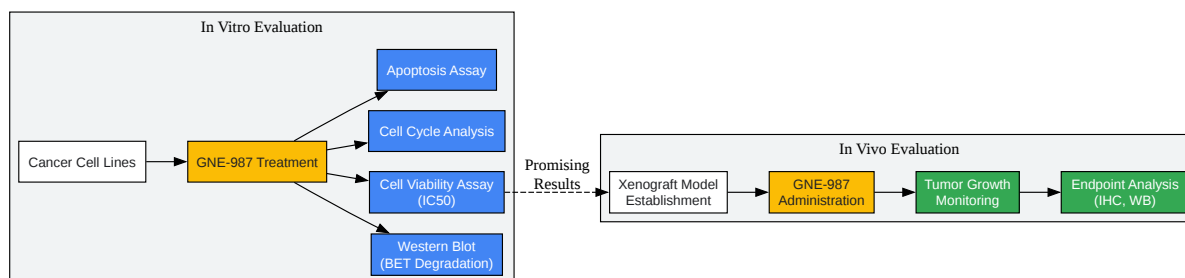 In Vitro Evaluation
Apoptosis Assay
Cell Cycle Analysis
Cancer Cell Lines
GNE-987 Treatment
Cell Viability Assay
(IC50)
Western Blot
(BET Degradation)
Promising
Results
In Vivo Evaluation
Xenograft Model
Establishment
GNE-987
Administration
Tumor Growth
Monitoring
Endpoint Analysis
(IHC, WB)